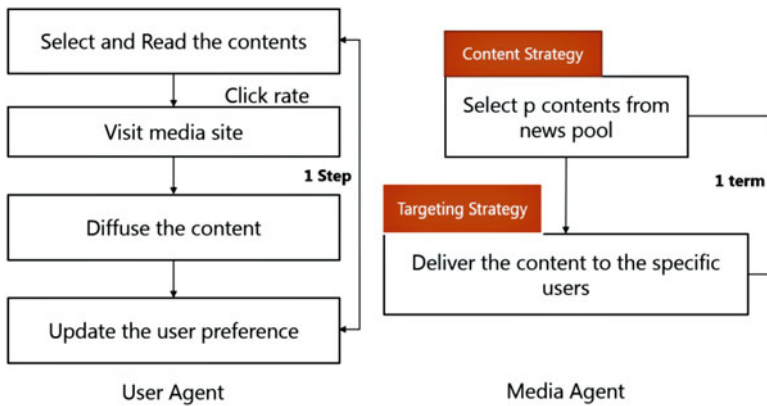 Select and Read the contents
Click rate
Visit media site
1 Step
Diffuse the content
Update the user preference
User Agent
Content Strategy
Select p contents from
news pool
1 term
Targeting Strategy
Deliver the content to the specific
users
Media Agent